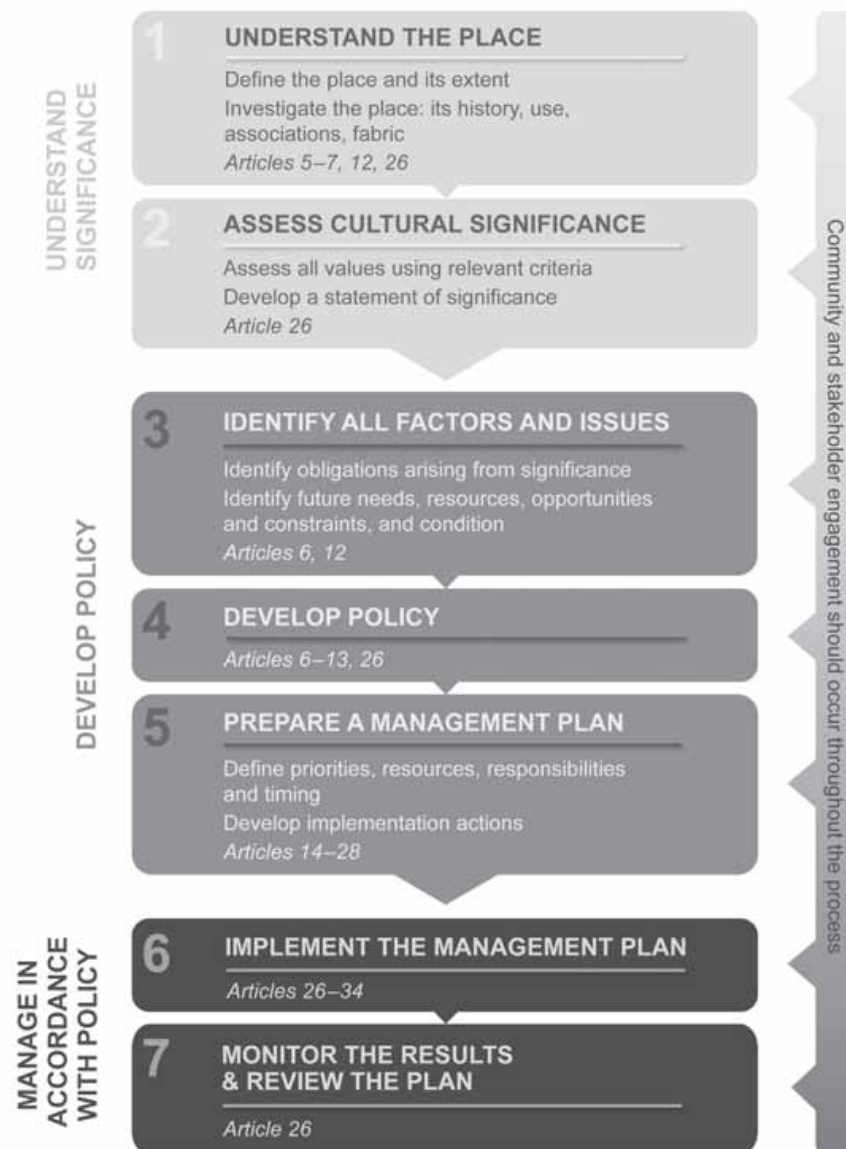 UNDERSTAND
SIGNIFICANCE
1
UNDERSTAND THE PLACE
Define the place and its extent
Investigate the place: its history, use,
associations, fabric
Articles 5–7, 12, 26
2
ASSESS CULTURAL SIGNIFICANCE
Assess all values using relevant criteria
Develop a statement of significance
Article 26
DEVELOP POLICY
3
IDENTIFY ALL FACTORS AND ISSUES
Identify obligations arising from significance
Identify future needs, resources, opportunities
and constraints, and condition
Articles 6, 12
4
DEVELOP POLICY
Articles 6–13, 26
5
PREPARE A MANAGEMENT PLAN
Define priorities, resources, responsibilities
and timing
Develop implementation actions
Articles 14–28
MANAGE IN
ACCORDANCE
WITH POLICY
6
IMPLEMENT THE MANAGEMENT PLAN
Articles 26–34
7
MONITOR THE RESULTS
& REVIEW THE PLAN
Article 26
Community and stakeholder engagement should occur throughout the process